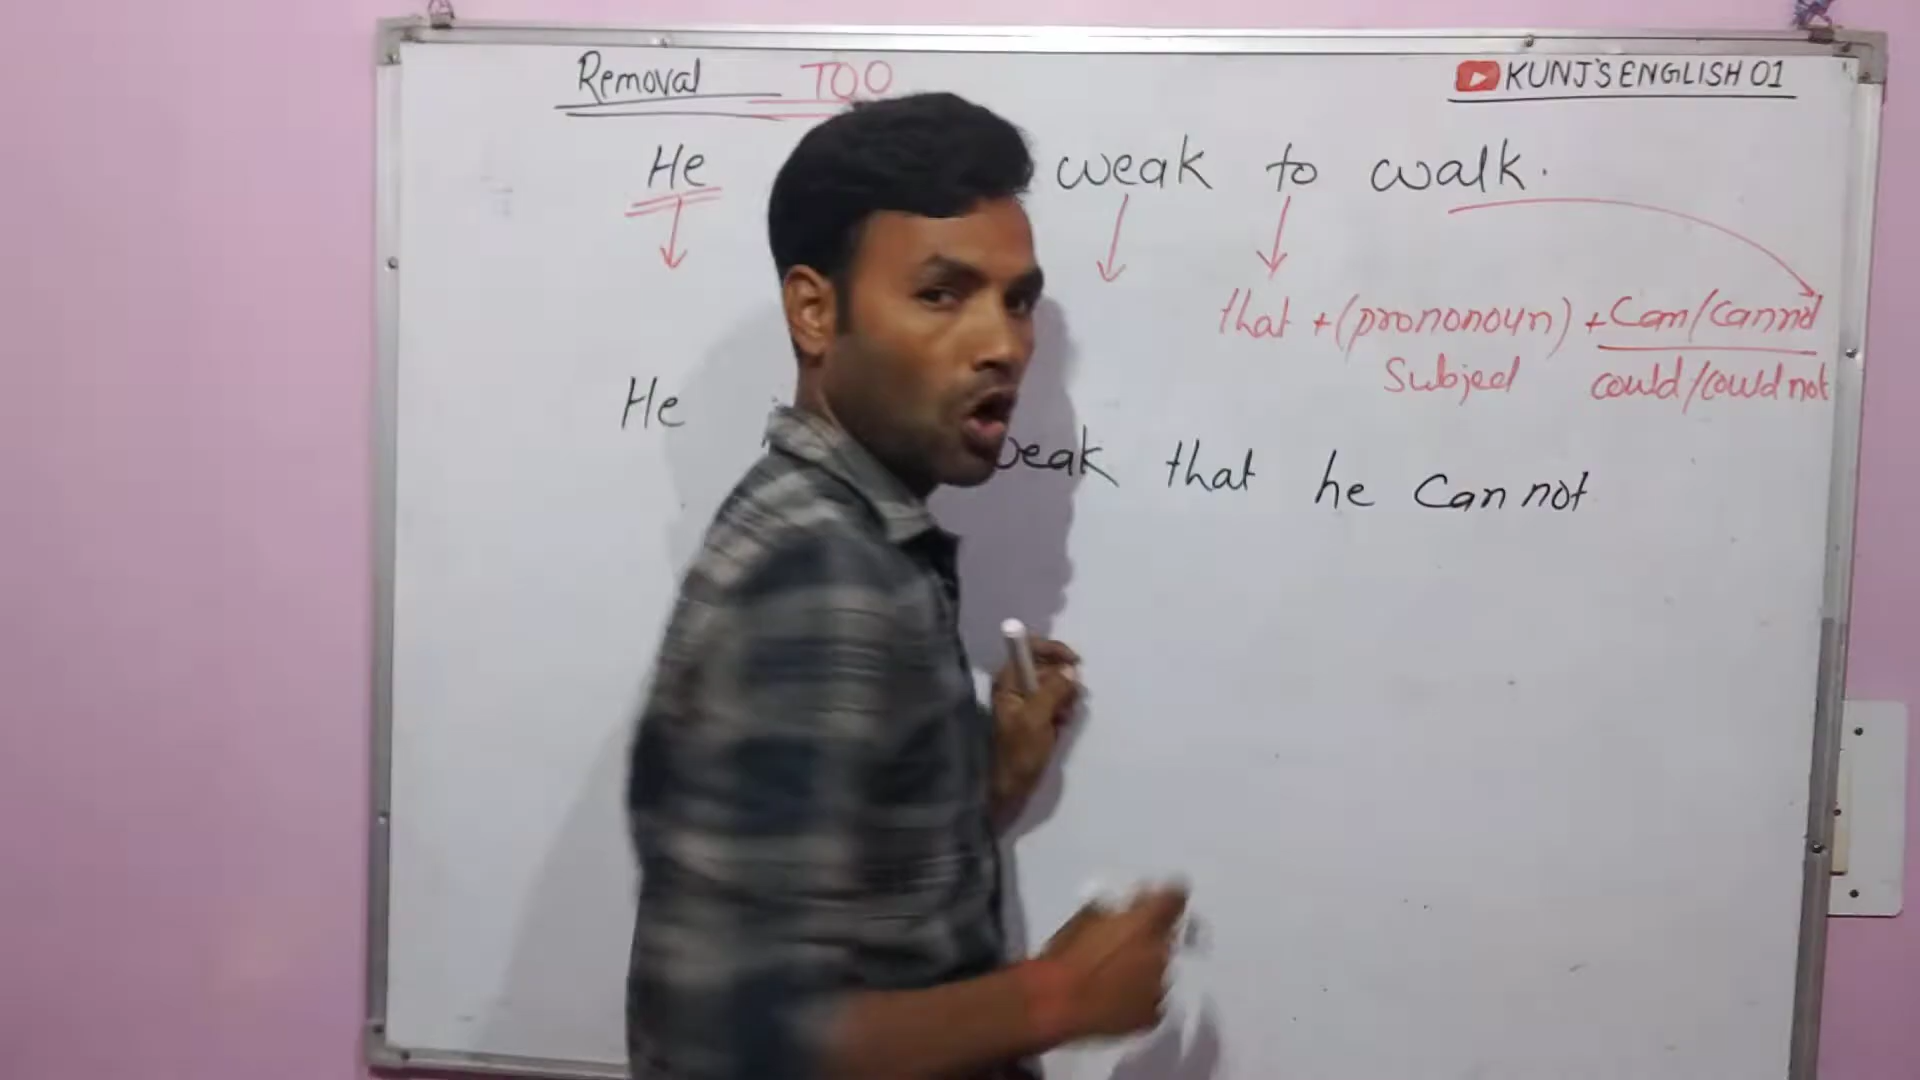 Removal TOO
KUNJ'S ENGLISH 01
He weak to walk.
that + (prononoun) + Can/Cannot
Subject could/could not
He weak that he Can not